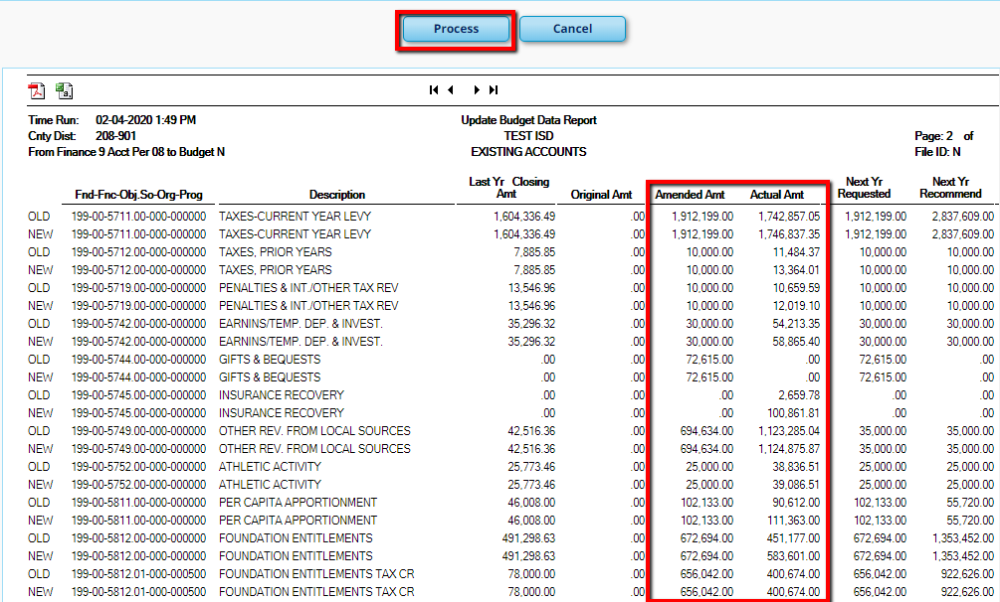 Process Cancel
Time Run: 02-04-2020 1:49 PM Update Budget Data Report
Cnty Dist: 208-901 TEST ISD Page: 2 of
From Finance 9 Acct Per 08 to Budget N EXISTING ACCOUNTS File ID: N
Last Yr Closing Next Yr Next Yr
Fnd-Fnc-Obj.So-Org-Prog Description Amt Original Amt Amended Amt Actual Amt Requested Recommend
OLD 199-00-5711.00-000-000000 TAXES-CURRENT YEAR LEVY 1,604,336.49 .00 1,912,199.00 1,742,857.05 1,912,199.00 2,837,609.00
NEW 199-00-5711.00-000-000000 TAXES-CURRENT YEAR LEVY 1,604,336.49 .00 1,912,199.00 1,746,837.35 1,912,199.00 2,837,609.00
OLD 199-00-5712.00-000-000000 TAXES, PRIOR YEARS 7,885.85 .00 10,000.00 11,484.37 10,000.00 10,000.00
NEW 199-00-5712.00-000-000000 TAXES, PRIOR YEARS 7,885.85 .00 10,000.00 13,364.01 10,000.00 10,000.00
OLD 199-00-5719.00-000-000000 PENALTIES & INT./OTHER TAX REV 13,546.96 .00 10,000.00 10,659.59 10,000.00 10,000.00
NEW 199-00-5719.00-000-000000 PENALTIES & INT./OTHER TAX REV 13,546.96 .00 10,000.00 12,019.10 10,000.00 10,000.00
OLD 199-00-5742.00-000-000000 EARNINS/TEMP. DEP. & INVEST. 35,296.32 .00 30,000.00 54,213.35 30,000.00 30,000.00
NEW 199-00-5742.00-000-000000 EARNINS/TEMP. DEP. & INVEST. 35,296.32 .00 30,000.00 58,865.40 30,000.00 30,000.00
OLD 199-00-5744.00-000-000000 GIFTS & BEQUESTS .00 .00 72,615.00 .00 72,615.00 .00
NEW 199-00-5744.00-000-000000 GIFTS & BEQUESTS .00 .00 72,615.00 .00 72,615.00 .00
OLD 199-00-5745.00-000-000000 INSURANCE RECOVERY .00 .00 .00 2,659.78 .00 .00
NEW 199-00-5745.00-000-000000 INSURANCE RECOVERY .00 .00 .00 100,861.81 .00 .00
OLD 199-00-5749.00-000-000000 OTHER REV. FROM LOCAL SOURCES 42,516.36 .00 694,634.00 1,123,285.04 35,000.00 35,000.00
NEW 199-00-5749.00-000-000000 OTHER REV. FROM LOCAL SOURCES 42,516.36 .00 694,634.00 1,124,875.87 35,000.00 35,000.00
OLD 199-00-5752.00-000-000000 ATHLETIC ACTIVITY 25,773.46 .00 25,000.00 38,836.51 25,000.00 25,000.00
NEW 199-00-5752.00-000-000000 ATHLETIC ACTIVITY 25,773.46 .00 25,000.00 39,086.51 25,000.00 25,000.00
OLD 199-00-5811.00-000-000000 PER CAPITA APPORTIONMENT 46,008.00 .00 102,133.00 90,612.00 102,133.00 55,720.00
NEW 199-00-5811.00-000-000000 PER CAPITA APPORTIONMENT 46,008.00 .00 102,133.00 111,363.00 102,133.00 55,720.00
OLD 199-00-5812.00-000-000000 FOUNDATION ENTITLEMENTS 491,298.63 .00 672,694.00 451,177.00 672,694.00 1,353,452.00
NEW 199-00-5812.00-000-000000 FOUNDATION ENTITLEMENTS 491,298.63 .00 672,694.00 583,601.00 672,694.00 1,353,452.00
OLD 199-00-5812.01-000-000500 FOUNDATION ENTITLEMENTS TAX CR 78,000.00 .00 656,042.00 400,674.00 656,042.00 922,626.00
NEW 199-00-5812.01-000-000500 FOUNDATION ENTITLEMENTS TAX CR 78,000.00 .00 656,042.00 400,674.00 656,042.00 922,626.00